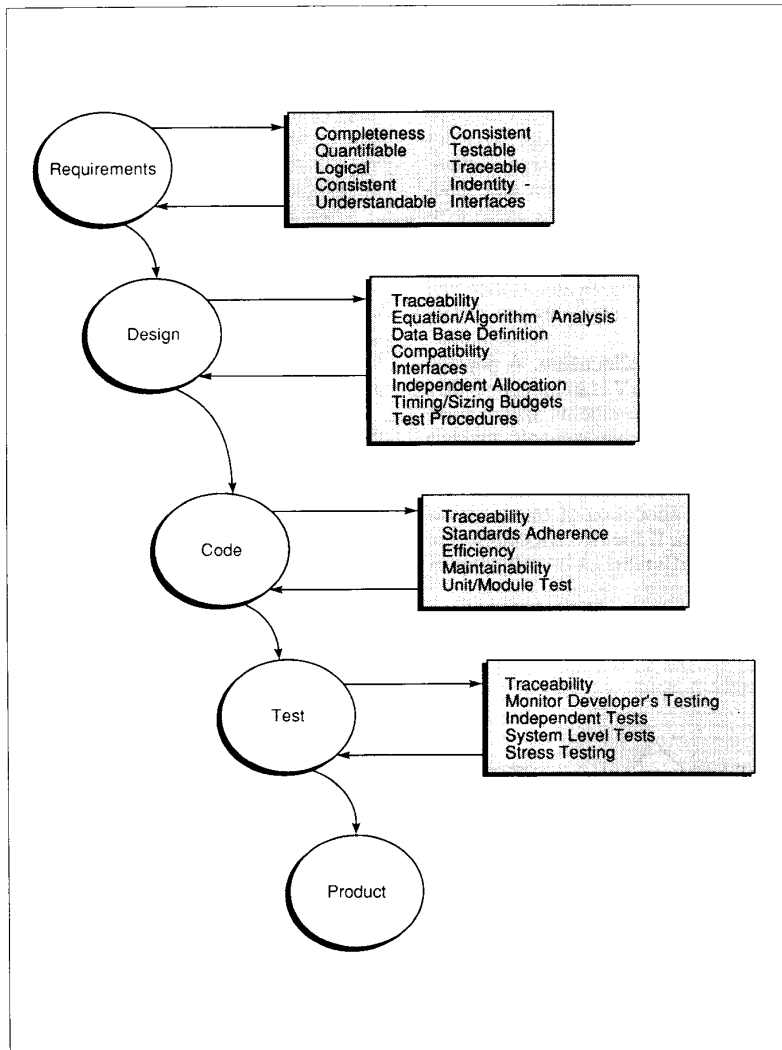 Requirements
Completeness Consistent
Quantifiable Testable
Logical Traceable
Consistent Indentity -
Understandable Interfaces
Design
Traceability
Equation/Algorithm Analysis
Data Base Definition
Compatibility
Interfaces
Independent Allocation
Timing/Sizing Budgets
Test Procedures
Code
Traceability
Standards Adherence
Efficiency
Maintainability
Unit/Module Test
Test
Traceability
Monitor Developer's Testing
Independent Tests
System Level Tests
Stress Testing
Product